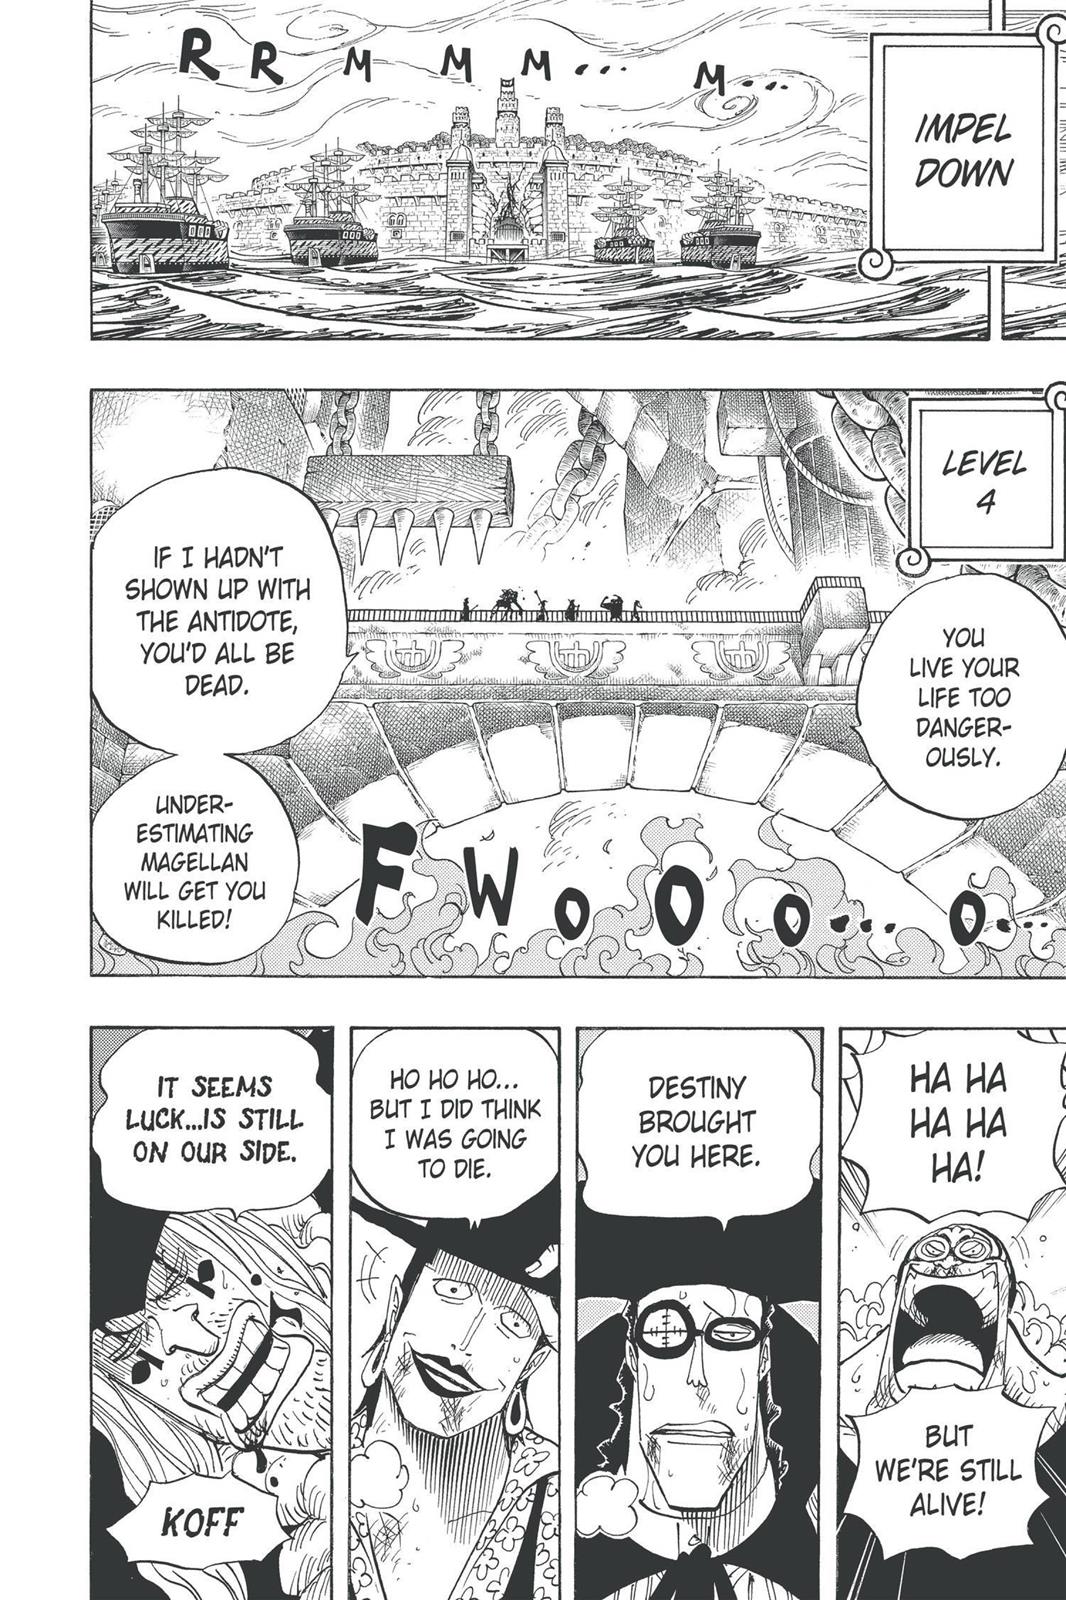 IMPEL
DOWN
RRMMM... M...
LEVEL
4
YOU
LIVE YOUR
LIFE TOO
DANGER-
OUSLY.
IF I HADN'T
SHOWN UP WITH
THE ANTIDOTE,
YOU'D ALL BE
DEAD.
UNDER-
ESTIMATING
MAGELLAN
WILL GET YOU
KILLED!
FWOOO... O...
HA HA
HA HA
HA!
BUT
WE'RE STILL
ALIVE!
DESTINY
BROUGHT
YOU HERE.
HO HO HO...
BUT I DID THINK
I WAS GOING
TO DIE.
IT SEEMS
LUCK...IS STILL
ON OUR SIDE.
KOFF